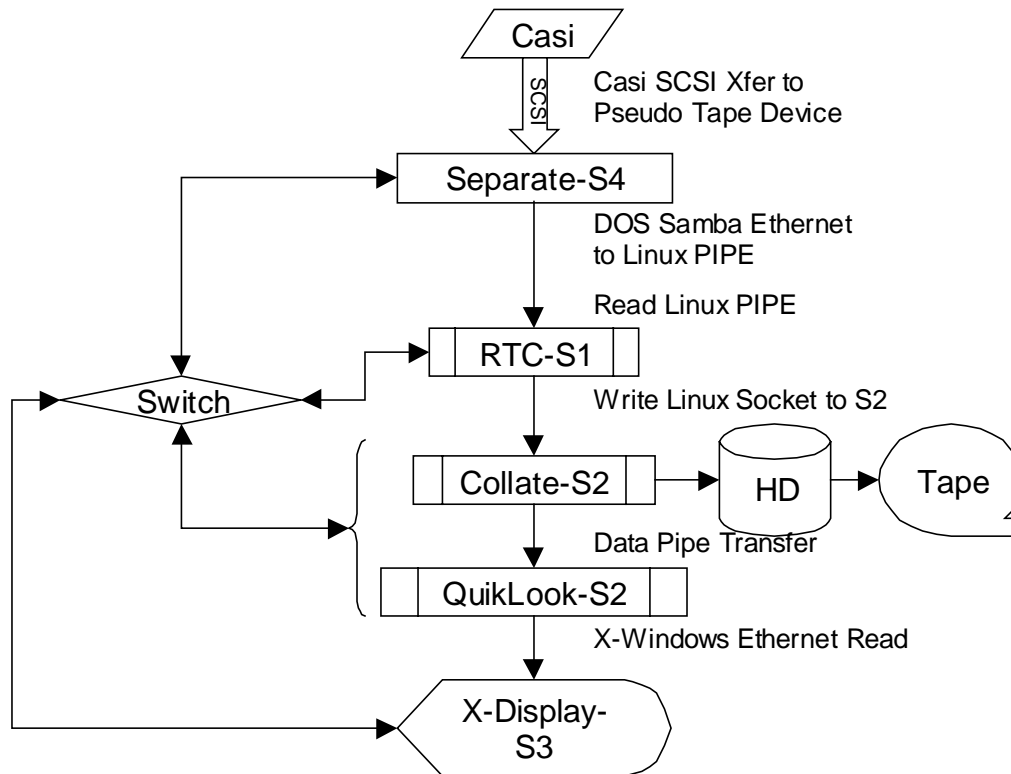 Casi
SCSI
Casi SCSI Xfer to
Pseudo Tape Device
Separate-S4
DOS Samba Ethernet
to Linux PIPE
Read Linux PIPE
RTC-S1
Switch
Write Linux Socket to S2
Collate-S2
HD
Tape
Data Pipe Transfer
QuikLook-S2
X-Windows Ethernet Read
X-Display-
S3